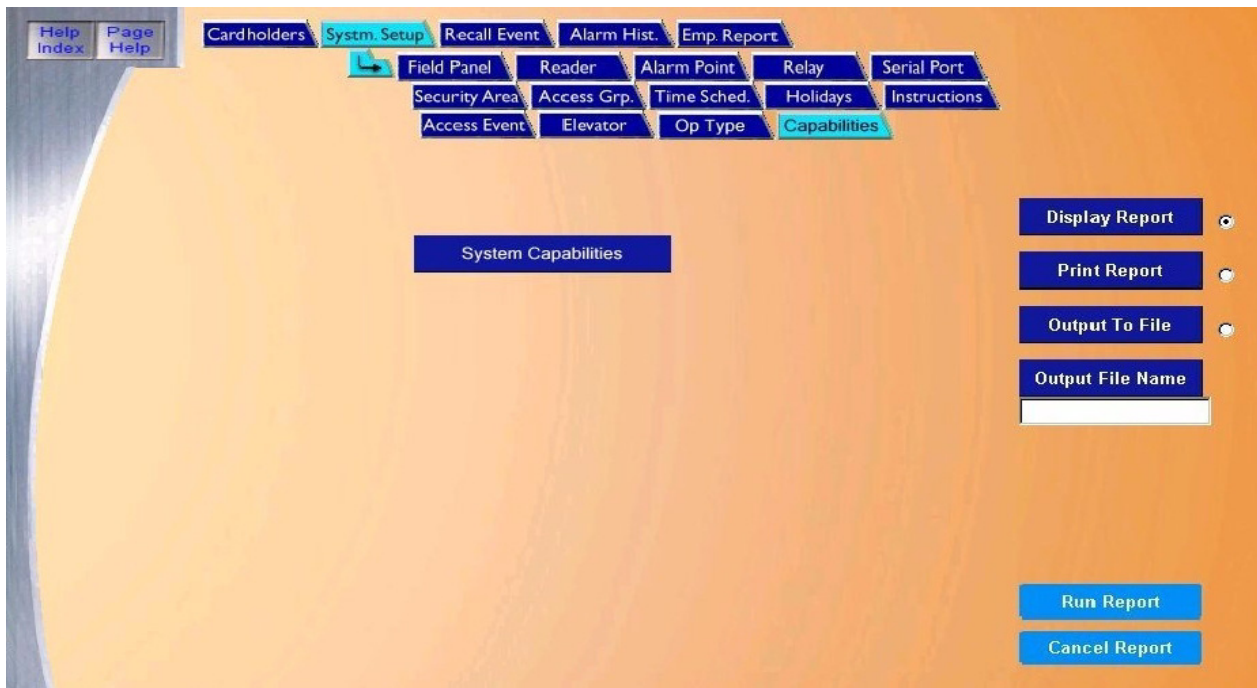 Help Index
Page Help
Cardholders Systm. Setup Recall Event Alarm Hist. Emp. Report
Field Panel Reader Alarm Point Relay Serial Port
Security Area Access Grp. Time Sched. Holidays Instructions
Access Event Elevator Op Type Capabilities
System Capabilities
Display Report
Print Report
Output To File
Output File Name
Run Report
Cancel Report